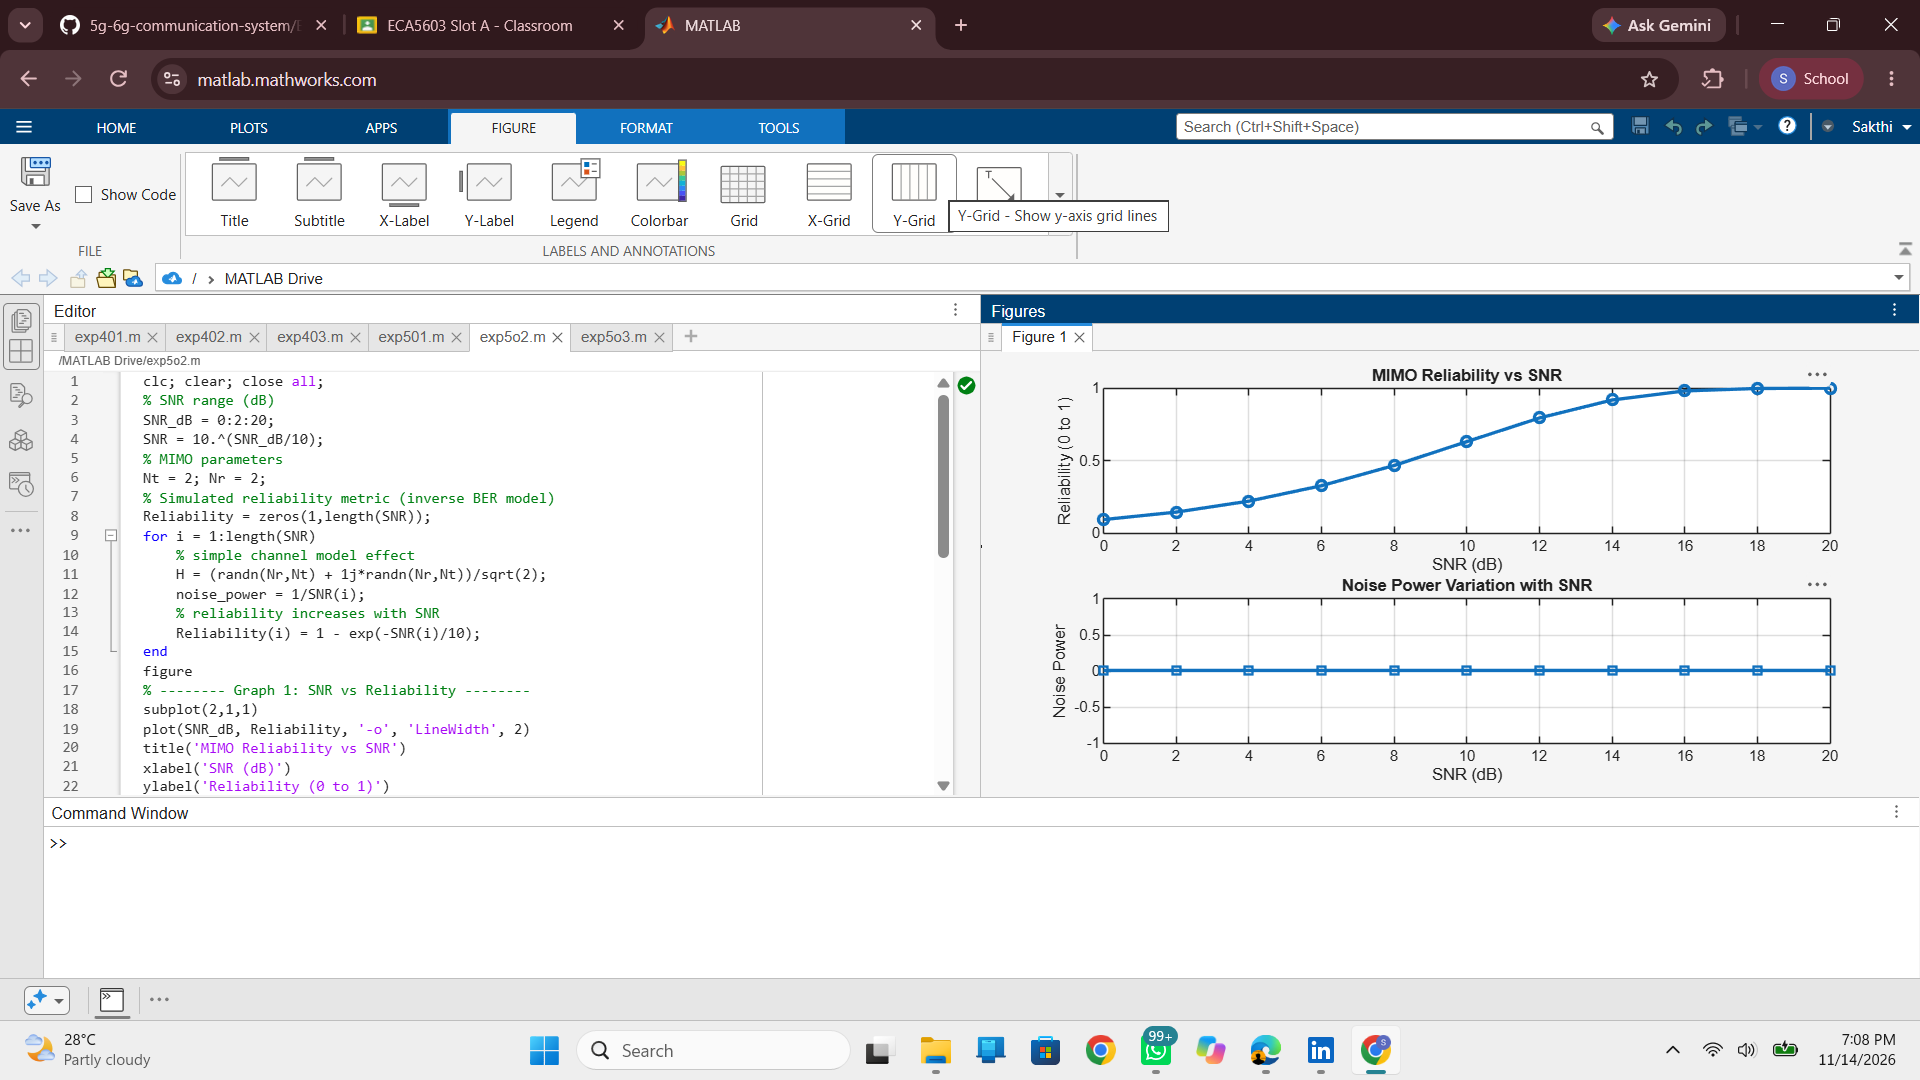 5g-6g-communication-system/
ECA5603 Slot A - Classroom
MATLAB
Ask Gemini
matlab.mathworks.com
S
School
HOME
PLOTS
APPS
FIGURE
FORMAT
TOOLS
Search (Ctrl+Shift+Space)
Sakthi
Save As
Show Code
Title
Subtitle
X-Label
Y-Label
Legend
Colorbar
Grid
X-Grid
Y-Grid
Y-Grid - Show y-axis grid lines
FILE
LABELS AND ANNOTATIONS
/ > MATLAB Drive
Editor
exp401.m
exp402.m
exp403.m
exp501.m
exp5o2.m
exp5o3.m
/MATLAB Drive/exp5o2.m
1 clc; clear; close all;
2 % SNR range (dB)
3 SNR_dB = 0:2:20;
4 SNR = 10.^(SNR_dB/10);
5 % MIMO parameters
6 Nt = 2; Nr = 2;
7 % Simulated reliability metric (inverse BER model)
8 Reliability = zeros(1,length(SNR));
9 for i = 1:length(SNR)
10 % simple channel model effect
11 H = (randn(Nr,Nt) + 1j*randn(Nr,Nt))/sqrt(2);
12 noise_power = 1/SNR(i);
13 % reliability increases with SNR
14 Reliability(i) = 1 - exp(-SNR(i)/10);
15 end
16 figure
17 % -------- Graph 1: SNR vs Reliability --------
18 subplot(2,1,1)
19 plot(SNR_dB, Reliability, '-o', 'LineWidth', 2)
20 title('MIMO Reliability vs SNR')
21 xlabel('SNR (dB)')
22 ylabel('Reliability (0 to 1)')
Figures
Figure 1
MIMO Reliability vs SNR
Reliability (0 to 1)
1
0.5
0
0 2 4 6 8 10 12 14 16 18 20
SNR (dB)
Noise Power Variation with SNR
Noise Power
1
0.5
0
-0.5
-1
0 2 4 6 8 10 12 14 16 18 20
SNR (dB)
Command Window
>>
28°C
Partly cloudy
Search
99+
7:08 PM
11/14/2026